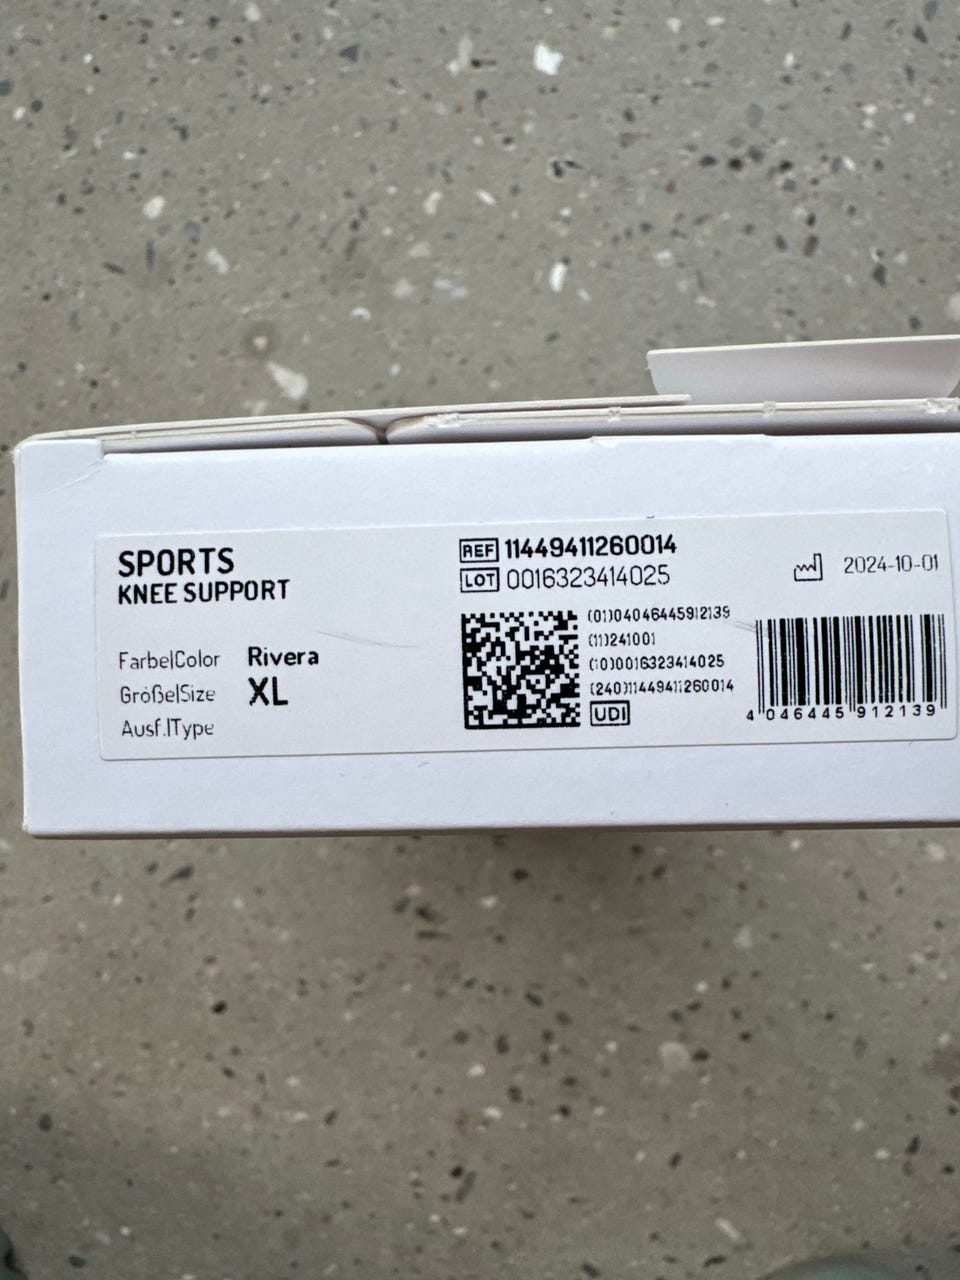 SPORTS
KNEE SUPPORT
Farbe|Color Rivera
Größe|Size XL
Ausf.|Type
REF 11449411260014
LOT 0016323414025
2024-10-01
(01)04046445912139
(11)241001
(10)0016323414025
(240)11449411260014
UDI
4 046445 912139